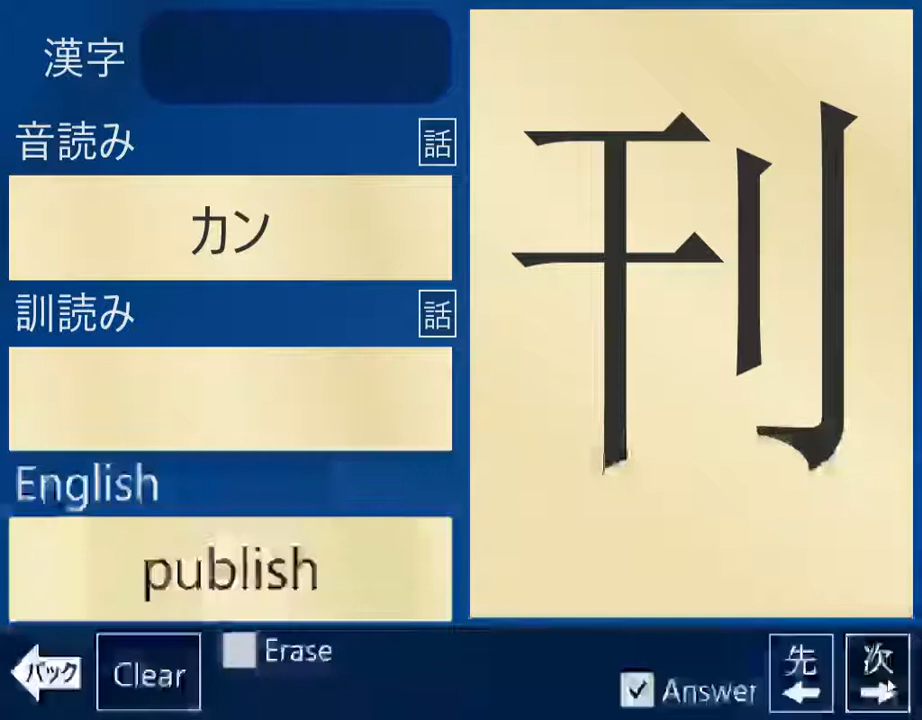 漢字
音読み 話
カン
訓読み 話
English
publish
刊
バック Clear Erase Answer 先 次